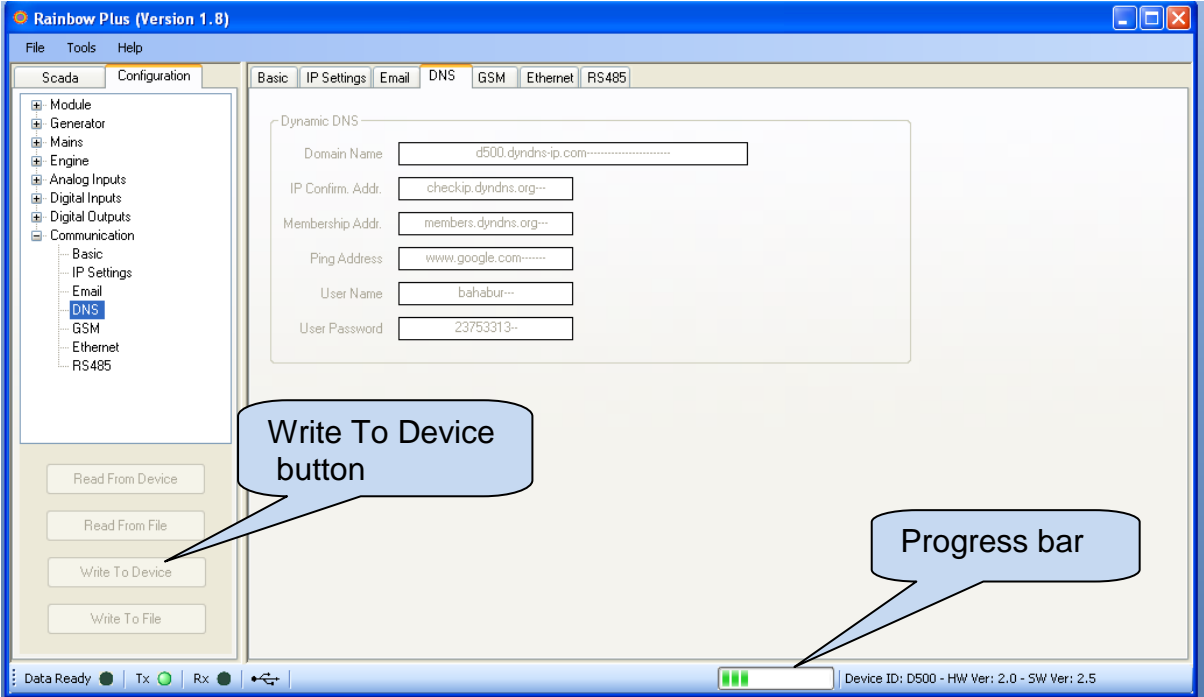 Rainbow Plus (Version 1.8)
File Tools Help
Scada Configuration
Basic IP Settings Email DNS GSM Ethernet RS485
Module
Generator
Mains
Engine
Analog Inputs
Digital Inputs
Digital Outputs
Communication
Basic
IP Settings
Email
DNS
GSM
Ethernet
RS485
Dynamic DNS
Domain Name d500.dyndns-ip.com----------------------
IP Confirm. Addr. checkip.dyndns.org---
Membership Addr. members.dyndns.org---
Ping Address www.google.com-------
User Name bahabur---
User Password 23753313--
Write To Device
button
Read From Device
Read From File
Write To Device
Write To File
Progress bar
Data Ready Tx Rx
Device ID: D500 - HW Ver: 2.0 - SW Ver: 2.5